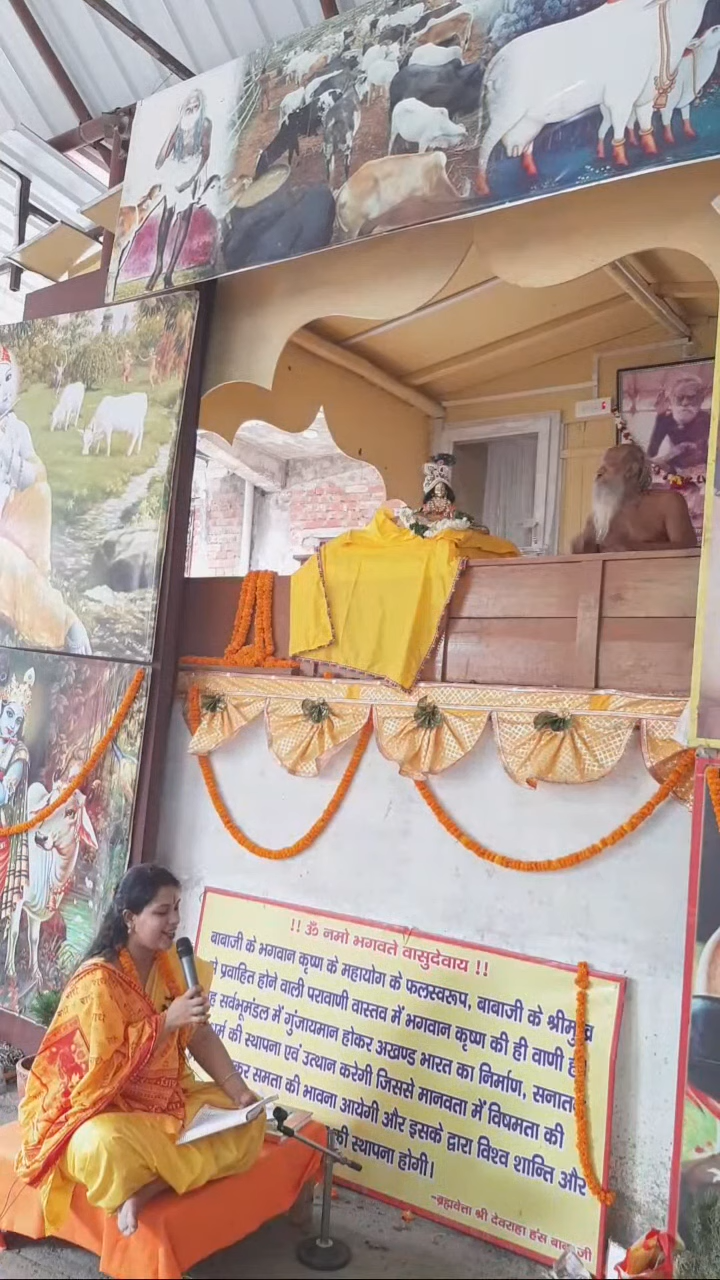 !! ॐ नमो भगवते वासुदेवाय !!
बाबाजी के भगवान कृष्ण के महायोग के फलस्वरूप, बाबाजी के श्रीमुख
से प्रवाहित होने वाली परावाणी वास्तव में भगवान कृष्ण की ही वाणी
सर्वभूमंडल में गुंजायमान होकर अखण्ड भारत का निर्माण, सनातन
की स्थापना एवं उत्थान करेगी जिससे मानवता में विषमता की
समता की भावना आयेगी और इसके द्वारा विश्व शान्ति और
की स्थापना होगी।
-ब्रह्मवेत्ता श्री देवराहा हंस बाबा जी